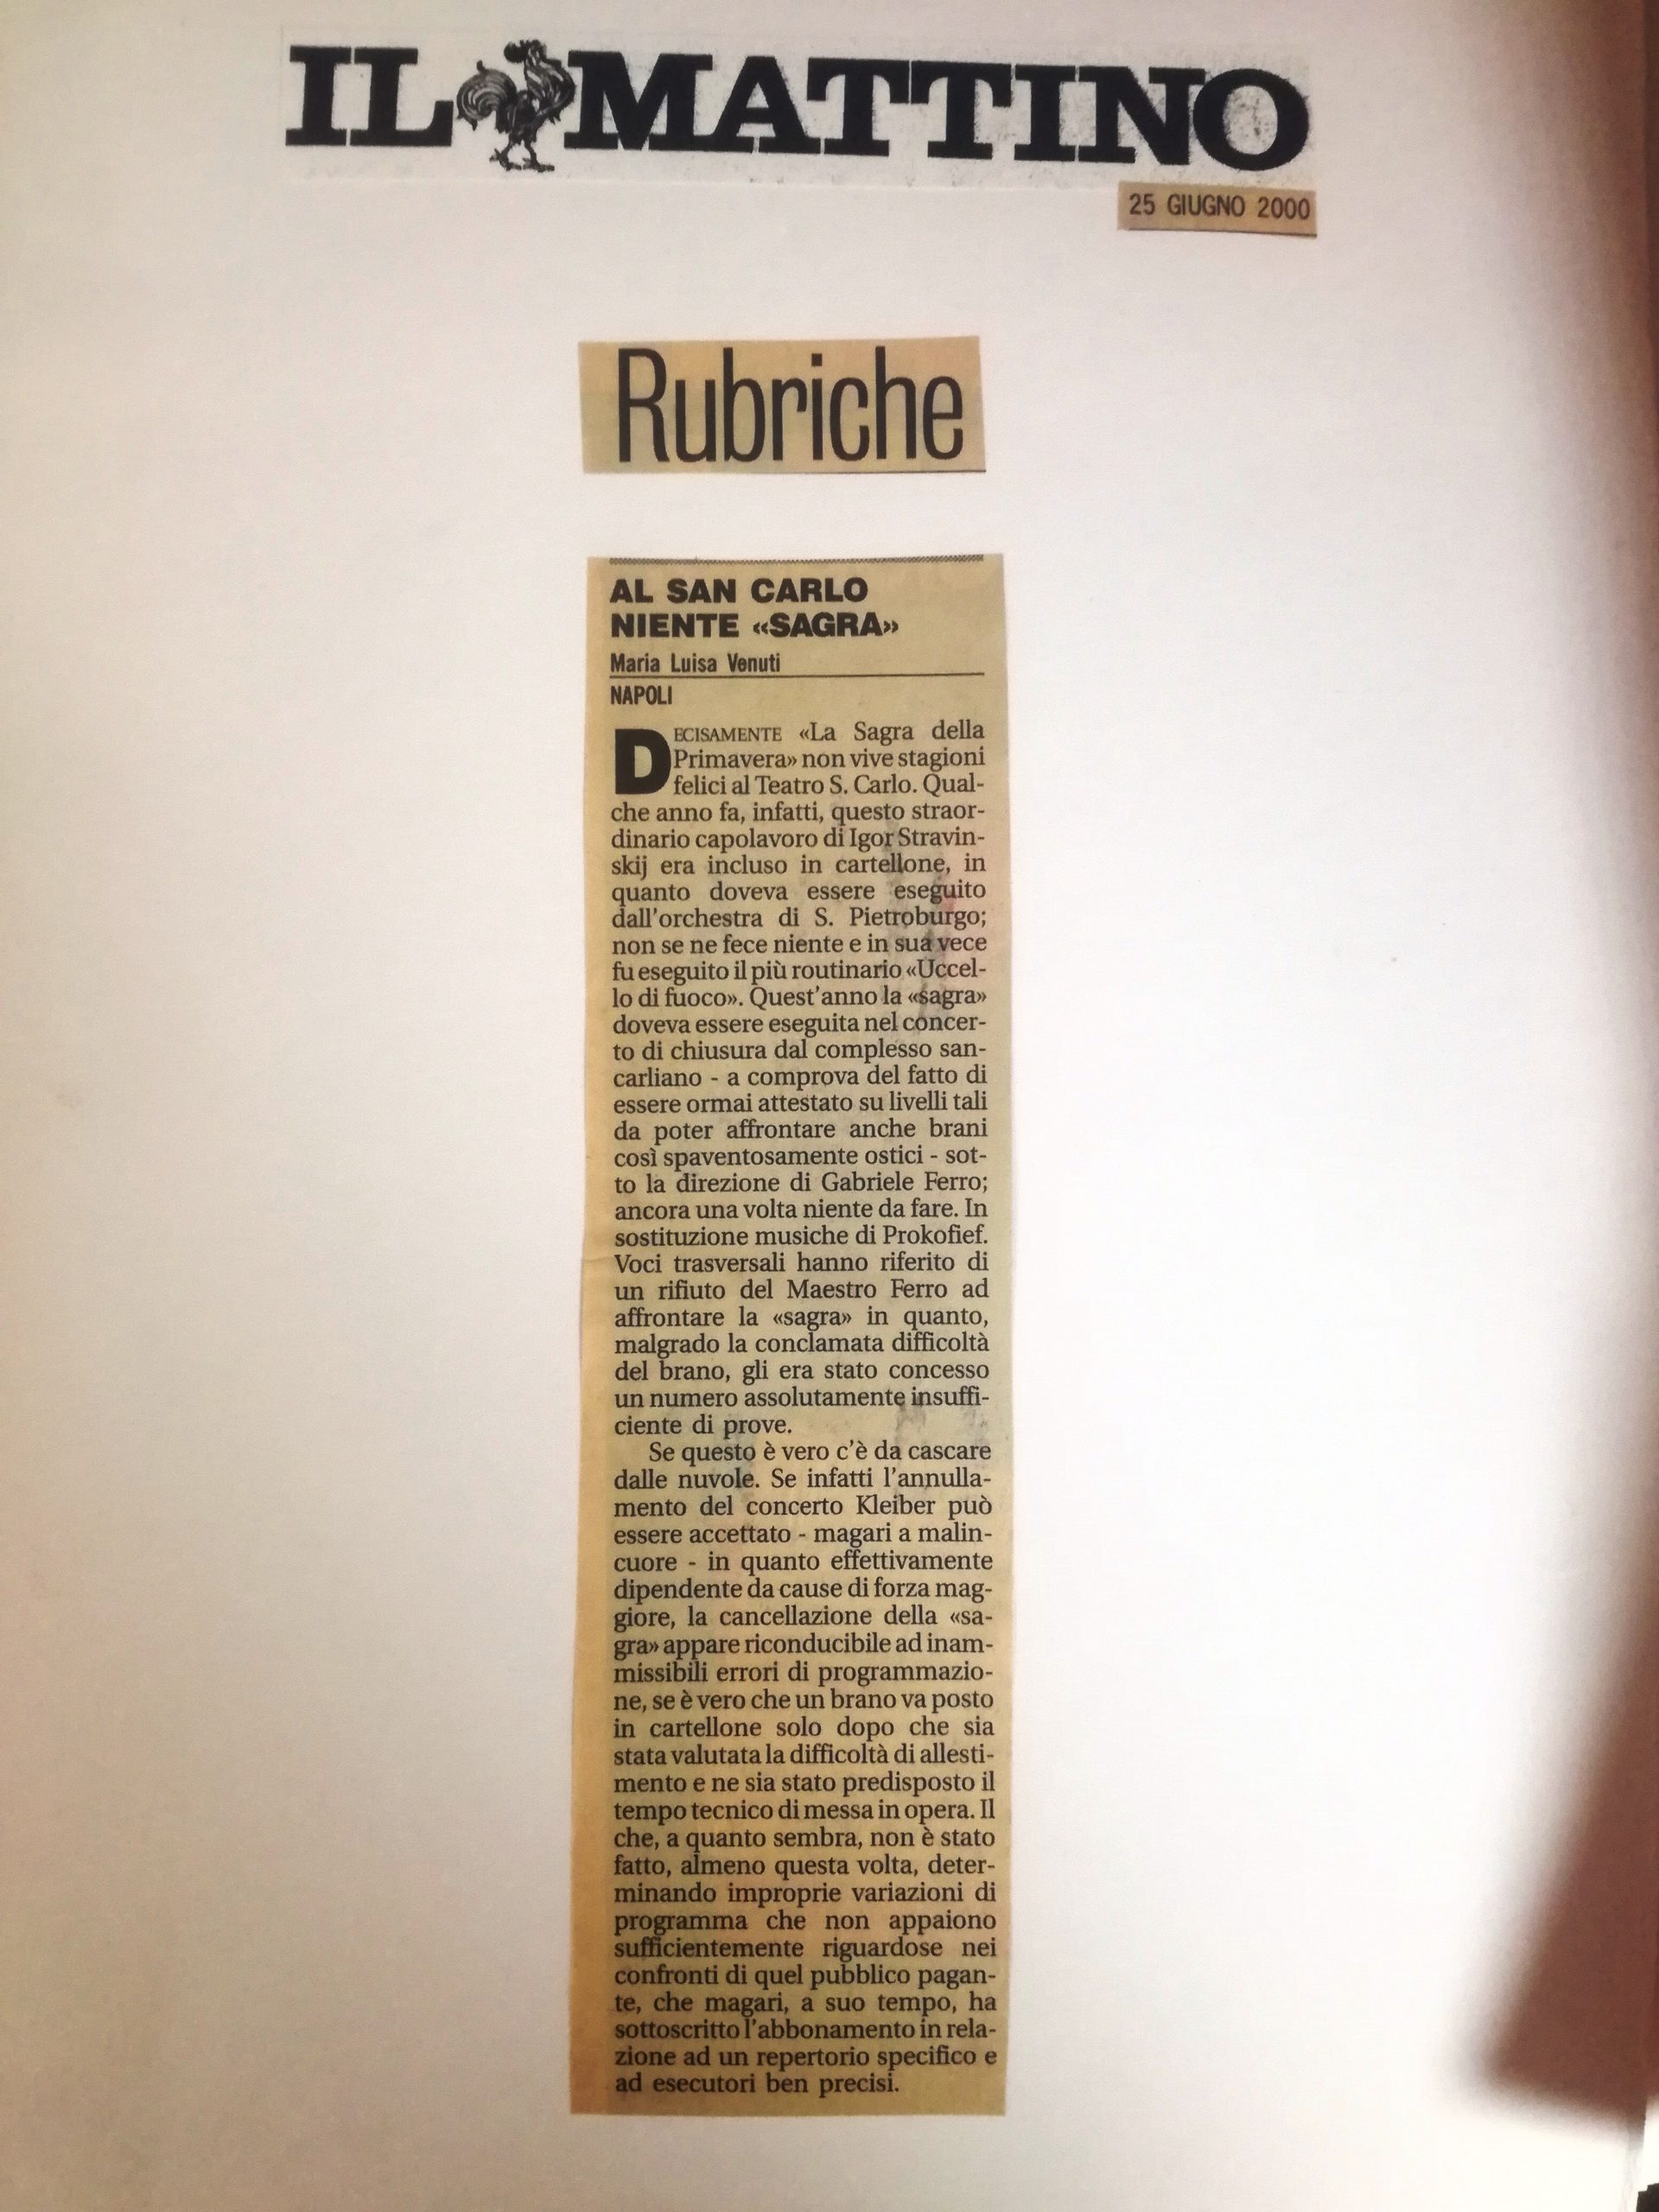 IL MATTINO
25 GIUGNO 2000
Rubriche
AL SAN CARLO
NIENTE «SAGRA»
Maria Luisa Venuti
NAPOLI
DECISAMENTE «La Sagra della
Primavera» non vive stagioni
felici al Teatro S. Carlo. Qual-
che anno fa, infatti, questo straor-
dinario capolavoro di Igor Stravin-
skij era incluso in cartellone, in
quanto doveva essere eseguito
dall'orchestra di S. Pietroburgo;
non se ne fece niente e in sua vece
fu eseguito il più routinario «Uccel-
lo di fuoco». Quest'anno la «sagra»
doveva essere eseguita nel concer-
to di chiusura dal complesso san-
carliano - a comprova del fatto di
essere ormai attestato su livelli tali
da poter affrontare anche brani
così spaventosamente ostici - sot-
to la direzione di Gabriele Ferro;
ancora una volta niente da fare. In
sostituzione musiche di Prokofief.
Voci trasversali hanno riferito di
un rifiuto del Maestro Ferro ad
affrontare la «sagra» in quanto,
malgrado la conclamata difficoltà
del brano, gli era stato concesso
un numero assolutamente insuffi-
ciente di prove.
Se questo è vero c'è da cascare
dalle nuvole. Se infatti l'annulla-
mento del concerto Kleiber può
essere accettato - magari a malin-
cuore - in quanto effettivamente
dipendente da cause di forza mag-
giore, la cancellazione della «sa-
gra» appare riconducibile ad inam-
missibili errori di programmazio-
ne, se è vero che un brano va posto
in cartellone solo dopo che sia
stata valutata la difficoltà di allesti-
mento e ne sia stato predisposto il
tempo tecnico di messa in opera. Il
che, a quanto sembra, non è stato
fatto, almeno questa volta, deter-
minando improprie variazioni di
programma che non appaiono
sufficientemente riguardose nei
confronti di quel pubblico pagan-
te, che magari, a suo tempo, ha
sottoscritto l'abbonamento in rela-
zione ad un repertorio specifico e
ad esecutori ben precisi.